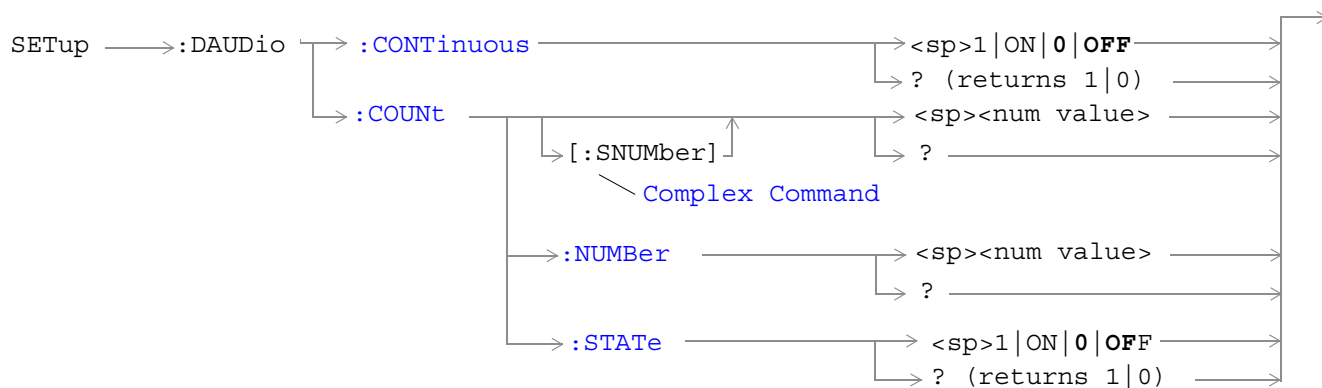 SETup :DAUDio :CONTinuous <sp>1|ON|0|OFF
? (returns 1|0)
:COUNt <sp><num value>
[:SNUMber] ?
Complex Command
:NUMBer <sp><num value>
?
:STATe <sp>1|ON|0|OFF
? (returns 1|0)